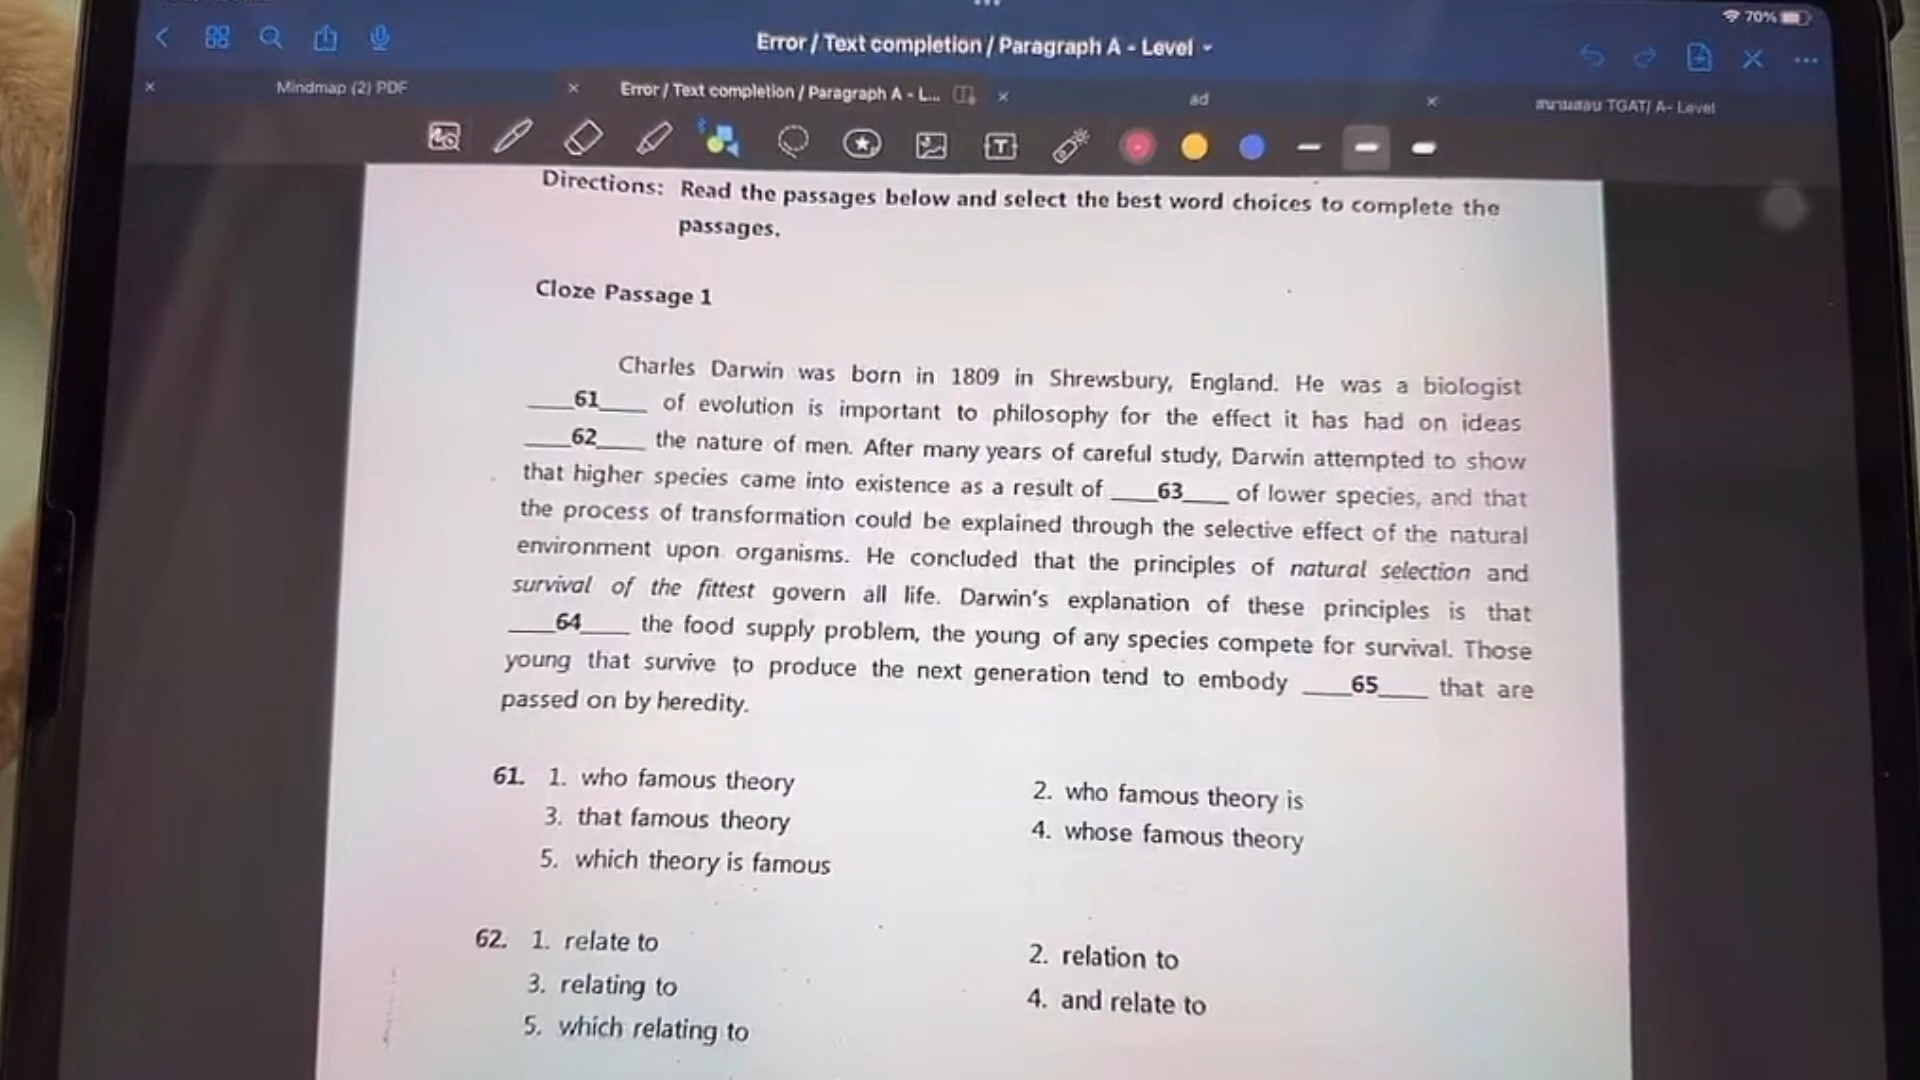 70%
Error / Text completion / Paragraph A - Level
Mindmap (2) PDF
Error / Text completion / Paragraph A - L...
ad
สนามสอบ TGAT/ A- Level
Directions: Read the passages below and select the best word choices to complete the
passages.
Cloze Passage 1
Charles Darwin was born in 1809 in Shrewsbury, England. He was a biologist
____61____ of evolution is important to philosophy for the effect it has had on ideas
____62____ the nature of men. After many years of careful study, Darwin attempted to show
that higher species came into existence as a result of ____63____ of lower species, and that
the process of transformation could be explained through the selective effect of the natural
environment upon organisms. He concluded that the principles of natural selection and
survival of the fittest govern all life. Darwin's explanation of these principles is that
____64____ the food supply problem, the young of any species compete for survival. Those
young that survive to produce the next generation tend to embody ____65____ that are
passed on by heredity.
61. 1. who famous theory
2. who famous theory is
3. that famous theory
4. whose famous theory
5. which theory is famous
62. 1. relate to
2. relation to
3. relating to
4. and relate to
5. which relating to